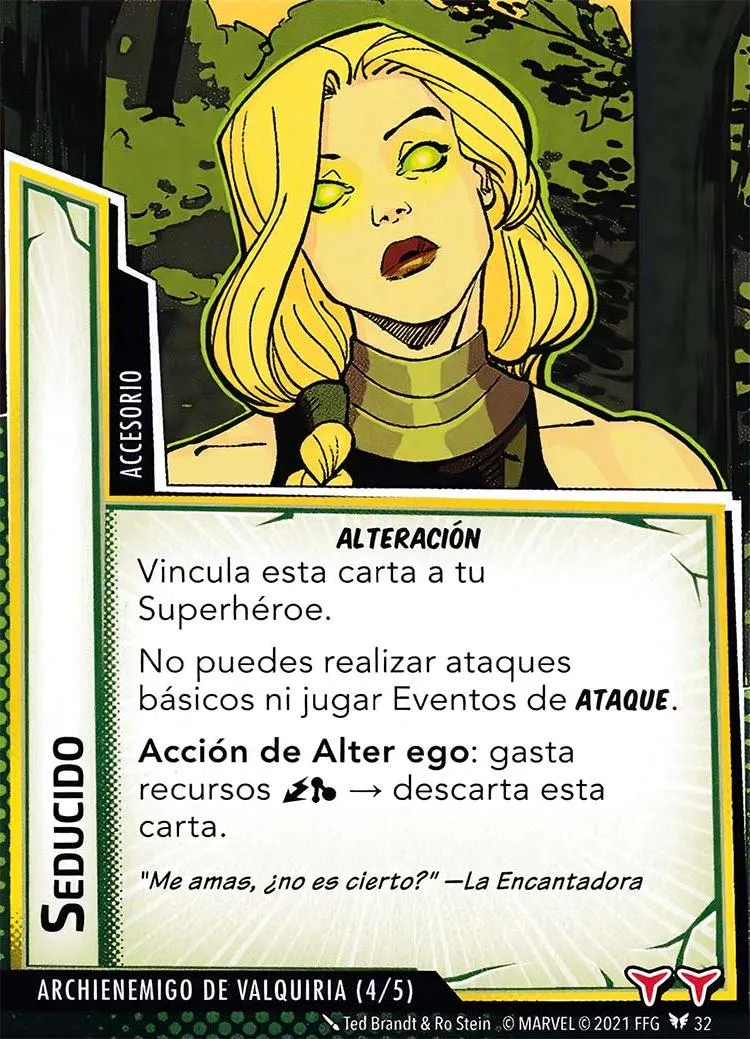 ACCESORIO
SEDUCIDO
ALTERACIÓN
Vincula esta carta a tu
Superhéroe.
No puedes realizar ataques
básicos ni jugar Eventos de ATAQUE.
Acción de Alter ego: gasta
recursos → descarta esta
carta.
"Me amas, ¿no es cierto?" —La Encantadora
ARCHIENEMIGO DE VALQUIRIA (4/5)
Ted Brandt & Ro Stein © MARVEL © 2021 FFG 32